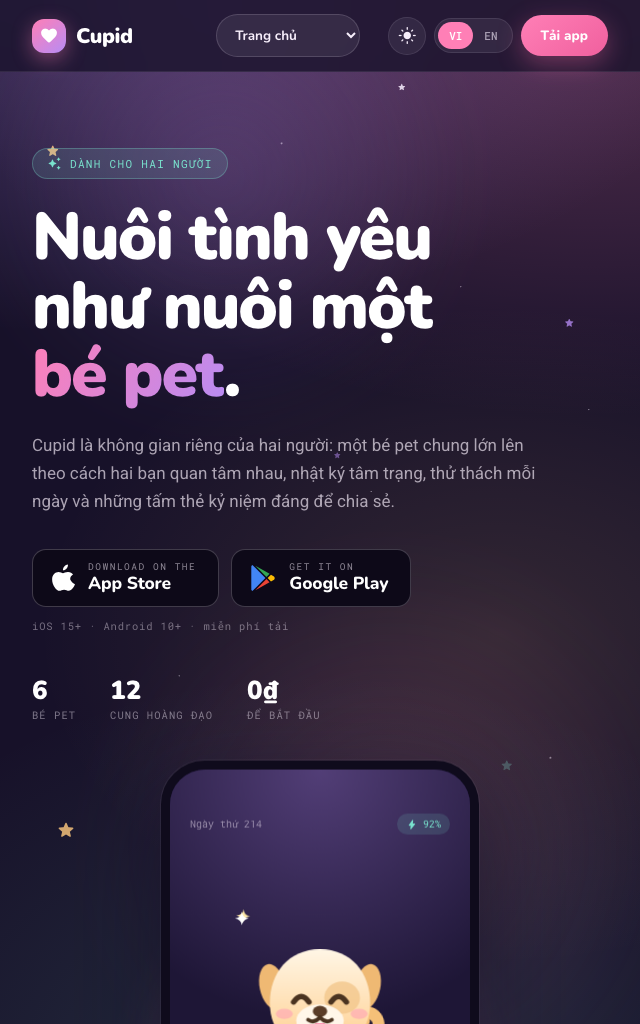 Cupid
Trang chủ
VI
EN
Tải app
DÀNH CHO HAI NGƯỜI
Nuôi tình yêu
như nuôi một
bé pet.
Cupid là không gian riêng của hai người: một bé pet chung lớn lên
theo cách hai bạn quan tâm nhau, nhật ký tâm trạng, thử thách mỗi
ngày và những tấm thẻ kỷ niệm đáng để chia sẻ.
DOWNLOAD ON THE
App Store
GET IT ON
Google Play
iOS 15+ · Android 10+ · miễn phí tải
6
BÉ PET
12
CUNG HOÀNG ĐẠO
0₫
ĐỂ BẮT ĐẦU
Ngày thứ 214
92%